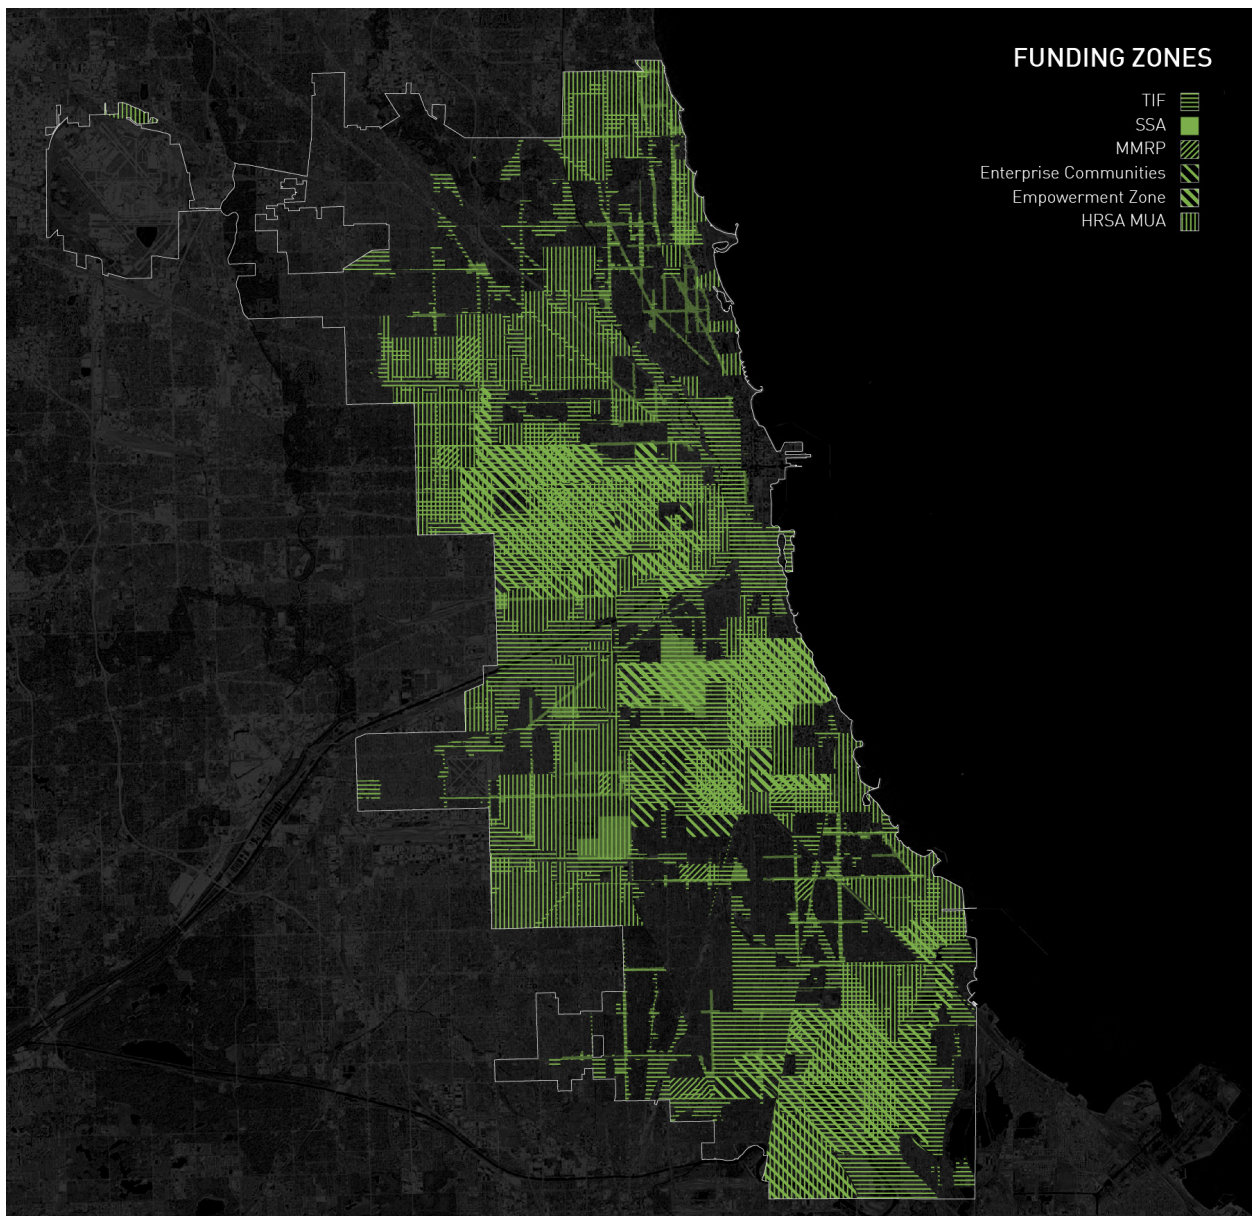 FUNDING ZONES
TIF
SSA
MMRP
Enterprise Communities
Empowerment Zone
HRSA MUA